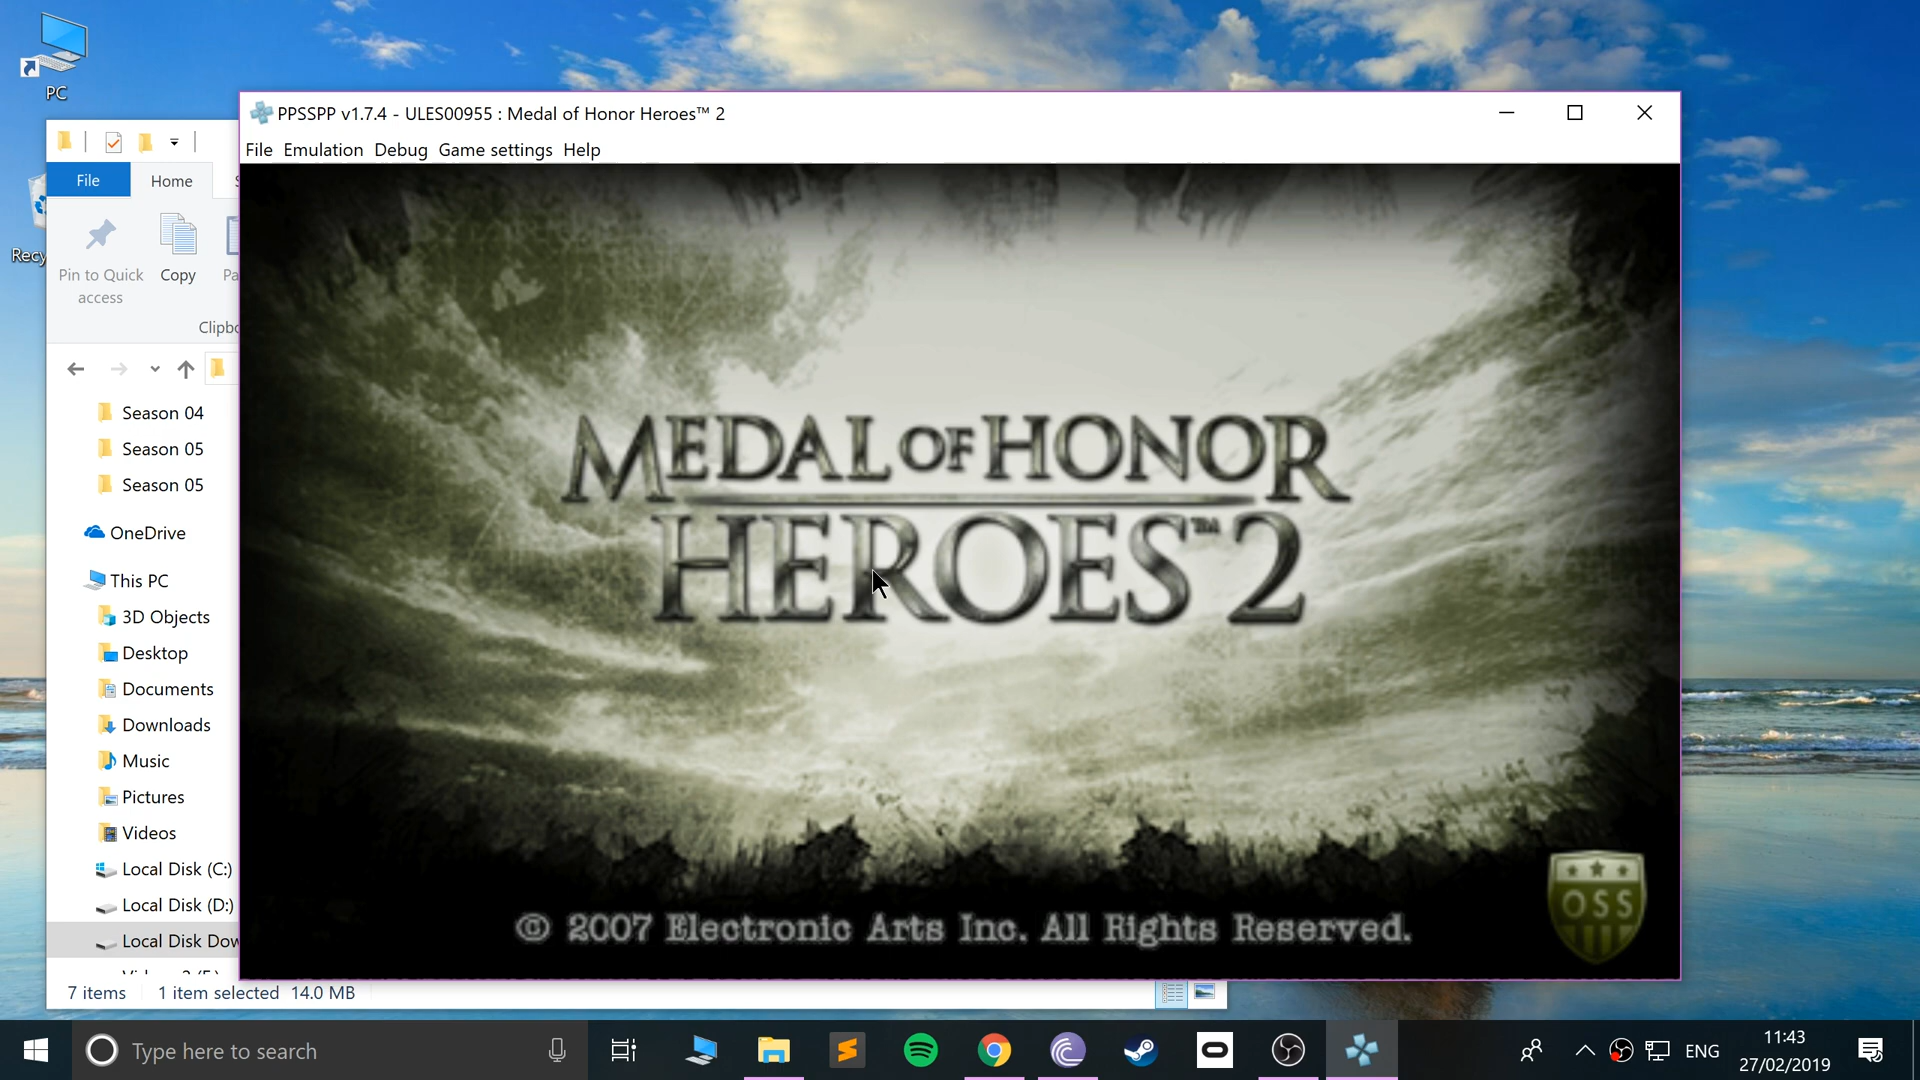 PC
PPSSPP v1.7.4 - ULES00955 : Medal of Honor Heroes™ 2
File Emulation Debug Game settings Help
File Home
Pin to Quick access
Copy
Season 04
Season 05
Season 05
OneDrive
This PC
3D Objects
Desktop
Documents
Downloads
Music
Pictures
Videos
Local Disk (C:)
Local Disk (D:)
Local Disk Dow
7 items 1 item selected 14.0 MB
MEDAL OF HONOR
HEROES™ 2
© 2007 Electronic Arts Inc. All Rights Reserved.
OSS
Type here to search
ENG
11:43
27/02/2019